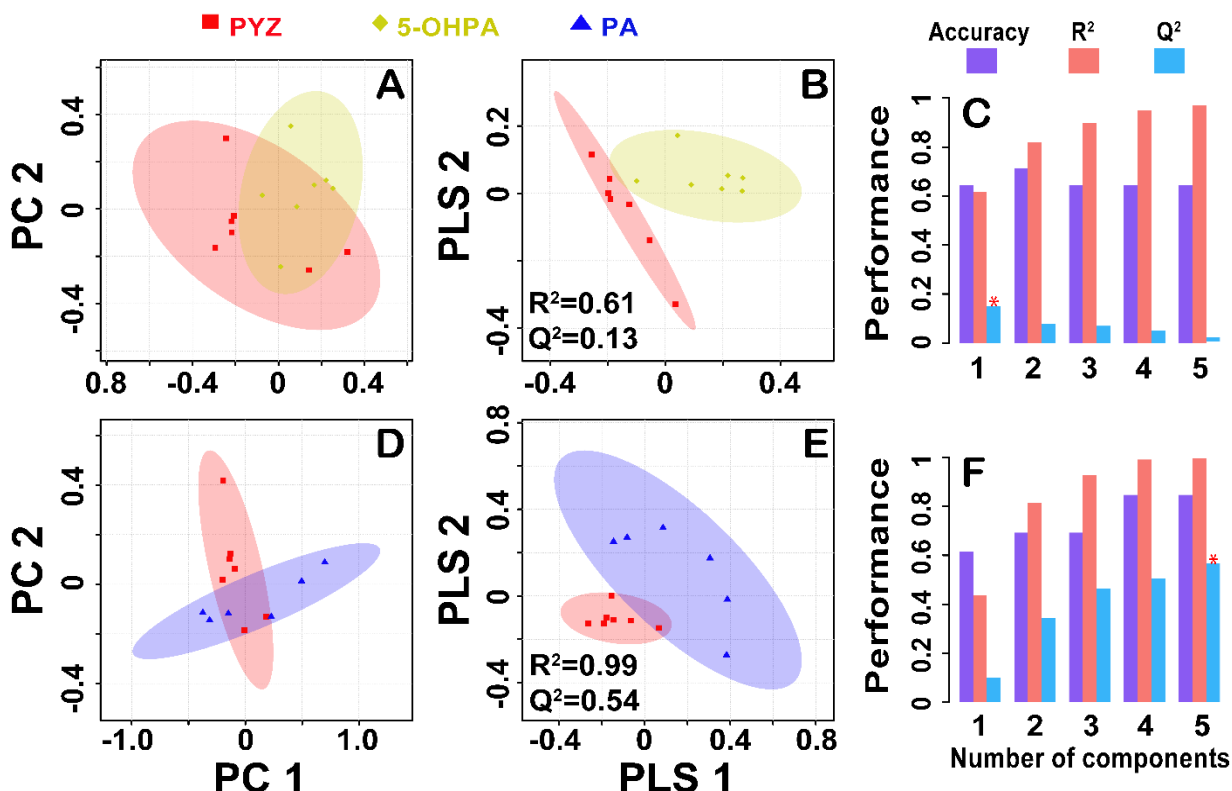 PYZ 5-OHPA PA
Accuracy R² Q²
A
PC 2
0.4
0
-0.4
0.8 -0.4 0 0.4
B
PLS 2
0.2
0.2
-0.4
R²=0.61
Q²=0.13
-0.4 0 0.4
C
Performance
0 0.2 0.4 0.6 0.8 1
*
1 2 3 4 5
D
PC 2
0.4
0
-0.4
-1.0 0 1.0
PC 1
E
PLS 2
0.8
0.4
0
-0.4
R²=0.99
Q²=0.54
-0.4 0 0.4 0.8
PLS 1
F
Performance
0 0.2 0.4 0.6 0.8 1
*
1 2 3 4 5
Number of components